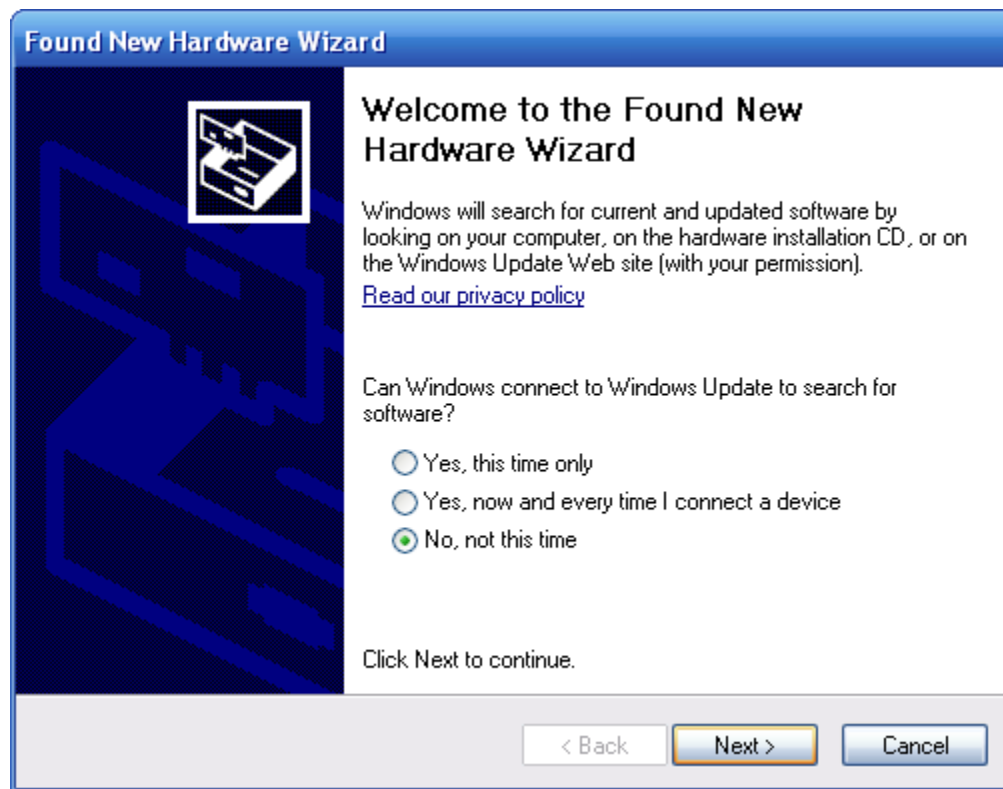 Found New Hardware Wizard
Welcome to the Found New
Hardware Wizard
Windows will search for current and updated software by
looking on your computer, on the hardware installation CD, or on
the Windows Update Web site (with your permission).
Read our privacy policy
Can Windows connect to Windows Update to search for
software?
Yes, this time only
Yes, now and every time I connect a device
No, not this time
Click Next to continue.
< Back Next > Cancel